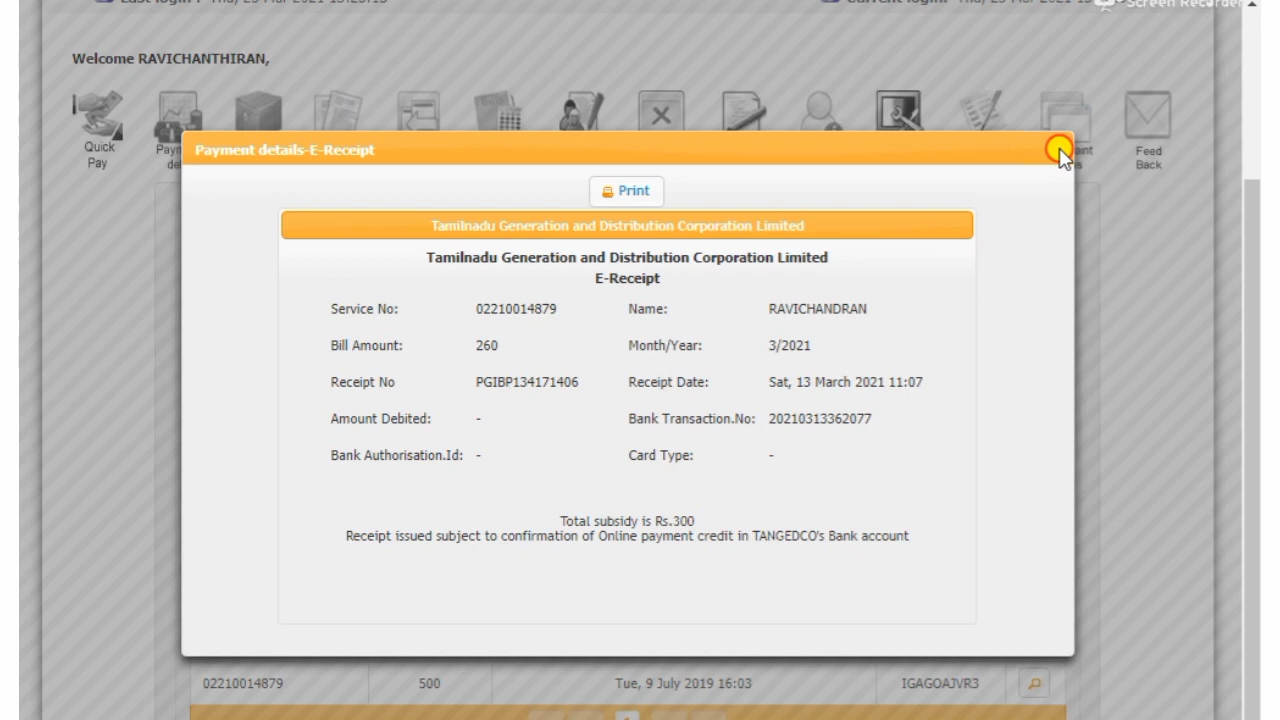 Welcome RAVICHANTHIRAN,
Quick Pay
Feed Back
Payment details-E-Receipt
Print
Tamilnadu Generation and Distribution Corporation Limited
Tamilnadu Generation and Distribution Corporation Limited
E-Receipt
Service No: 02210014879 Name: RAVICHANDRAN
Bill Amount: 260 Month/Year: 3/2021
Receipt No PGIBP134171406 Receipt Date: Sat, 13 March 2021 11:07
Amount Debited: - Bank Transaction.No: 20210313362077
Bank Authorisation.Id: - Card Type: -
Total subsidy is Rs.300
Receipt issued subject to confirmation of Online payment credit in TANGEDCO's Bank account
02210014879 500 Tue, 9 July 2019 16:03 IGAGOAJVR3